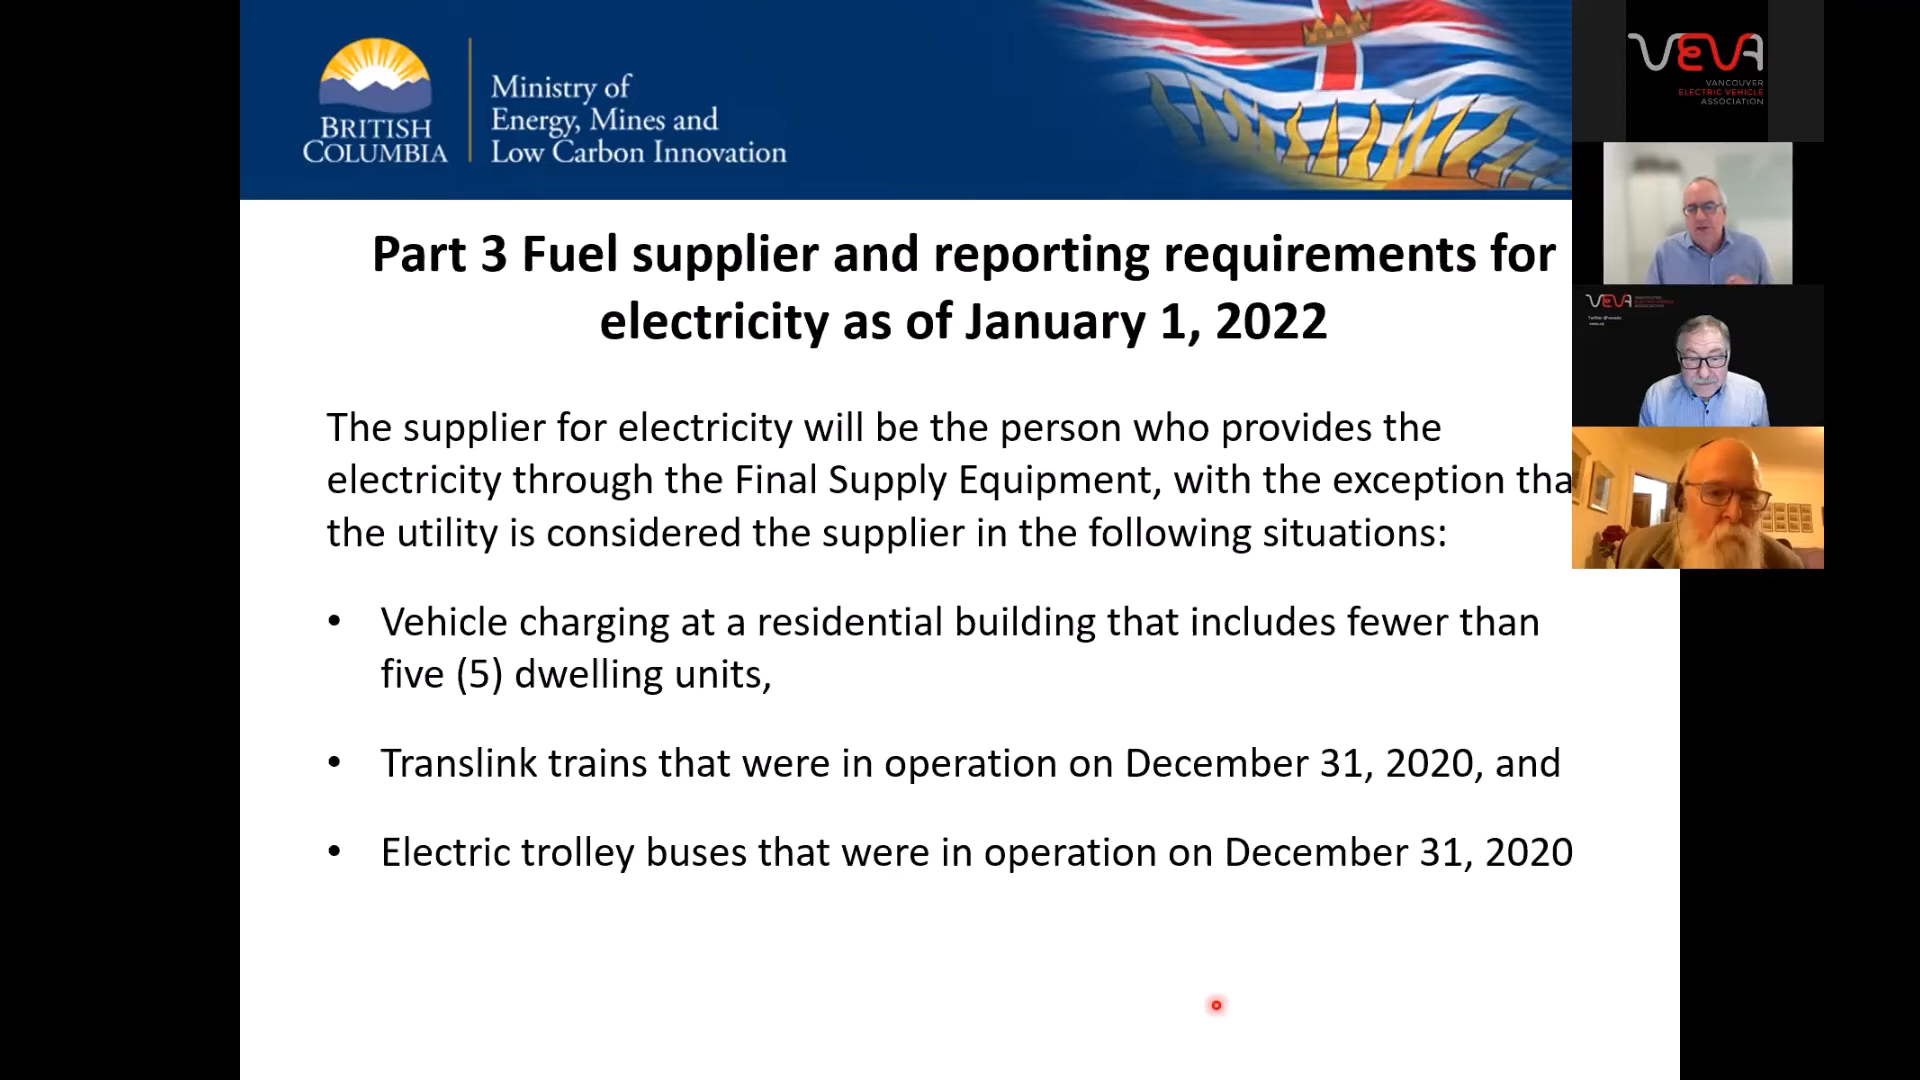 BRITISH
COLUMBIA
Ministry of
Energy, Mines and
Low Carbon Innovation
VEVA
VANCOUVER
ELECTRIC VEHICLE
ASSOCIATION
Part 3 Fuel supplier and reporting requirements for
electricity as of January 1, 2022
The supplier for electricity will be the person who provides the
electricity through the Final Supply Equipment, with the exception tha
the utility is considered the supplier in the following situations:
• Vehicle charging at a residential building that includes fewer than
five (5) dwelling units,
• Translink trains that were in operation on December 31, 2020, and
• Electric trolley buses that were in operation on December 31, 2020
VEVA